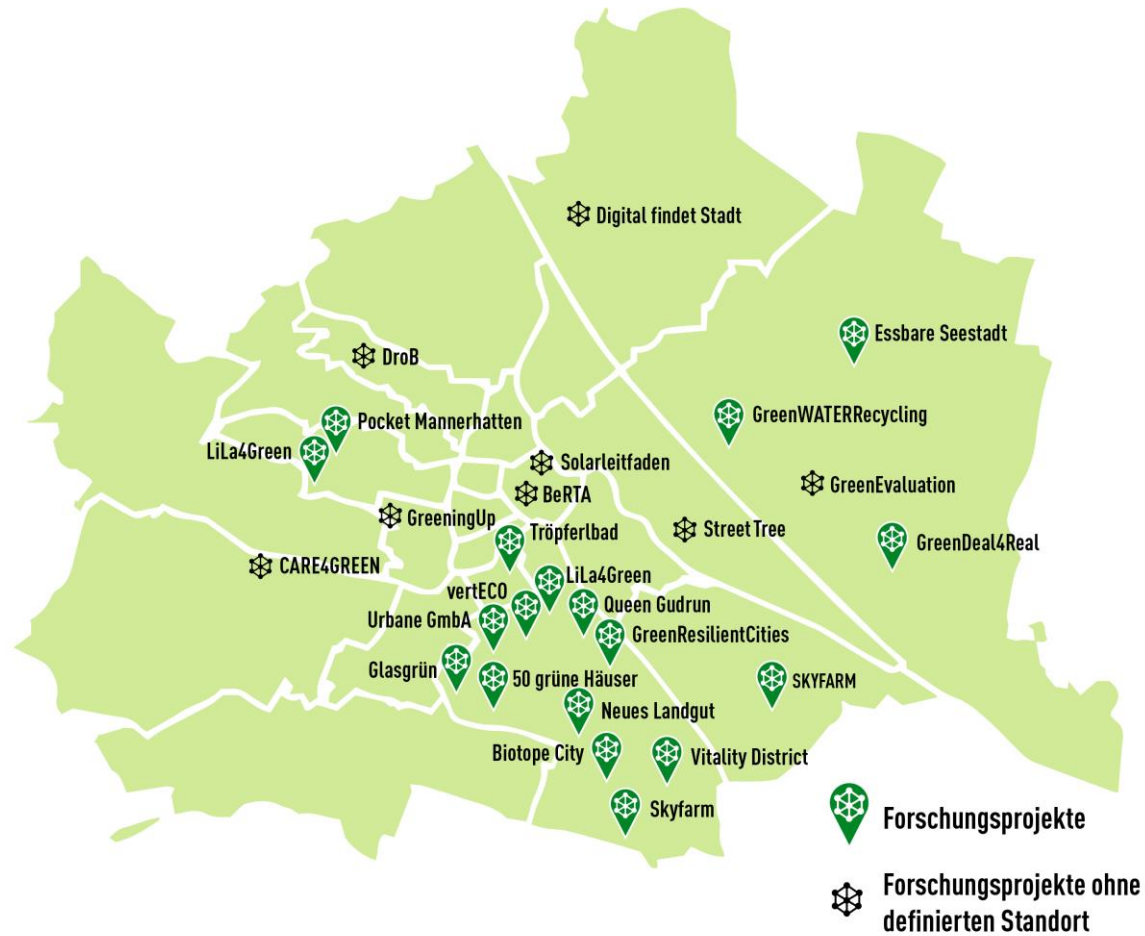 Digital findet Stadt
Essbare Seestadt
DroB
GreenWATERRecycling
Pocket Mannerhatten
LiLa4Green
Solarleitfaden
GreenEvaluation
BeRTA
GreeningUp
StreetTree
Tröpferlbad
GreenDeal4Real
CARE4GREEN
LiLa4Green
vertECO
Queen Gudrun
Urbane GmbA
GreenResilientCities
Glasgrün
50 grüne Häuser
SKYFARM
Neues Landgut
Biotope City
Vitality District
Skyfarm
Forschungsprojekte
Forschungsprojekte ohne
definierten Standort